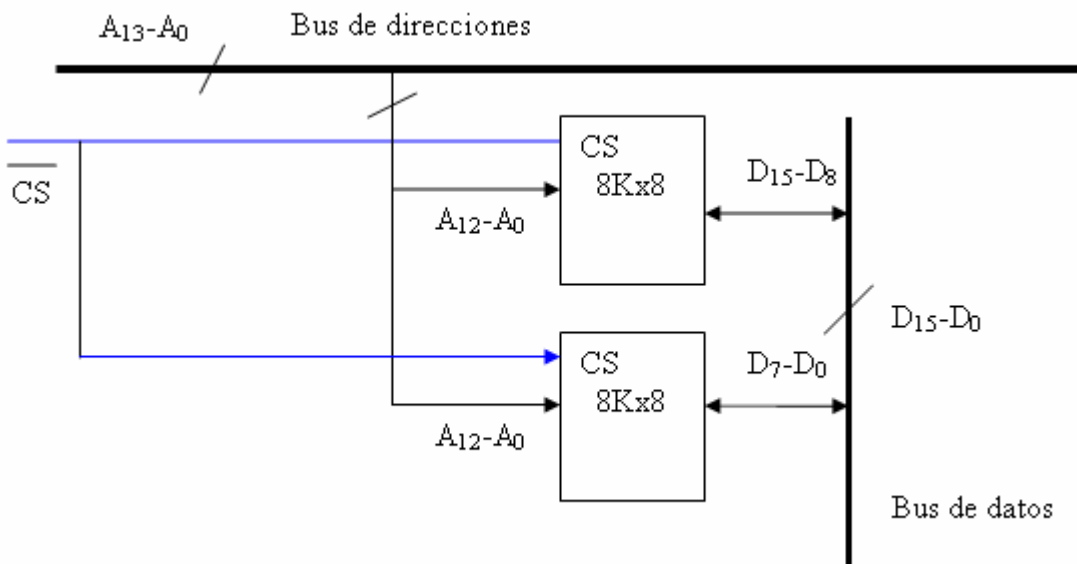 A₁₃-A₀
Bus de direcciones
CS
CS
8Kx8
D₁₅-D₈
A₁₂-A₀
D₁₅-D₀
CS
8Kx8
D₇-D₀
A₁₂-A₀
Bus de datos